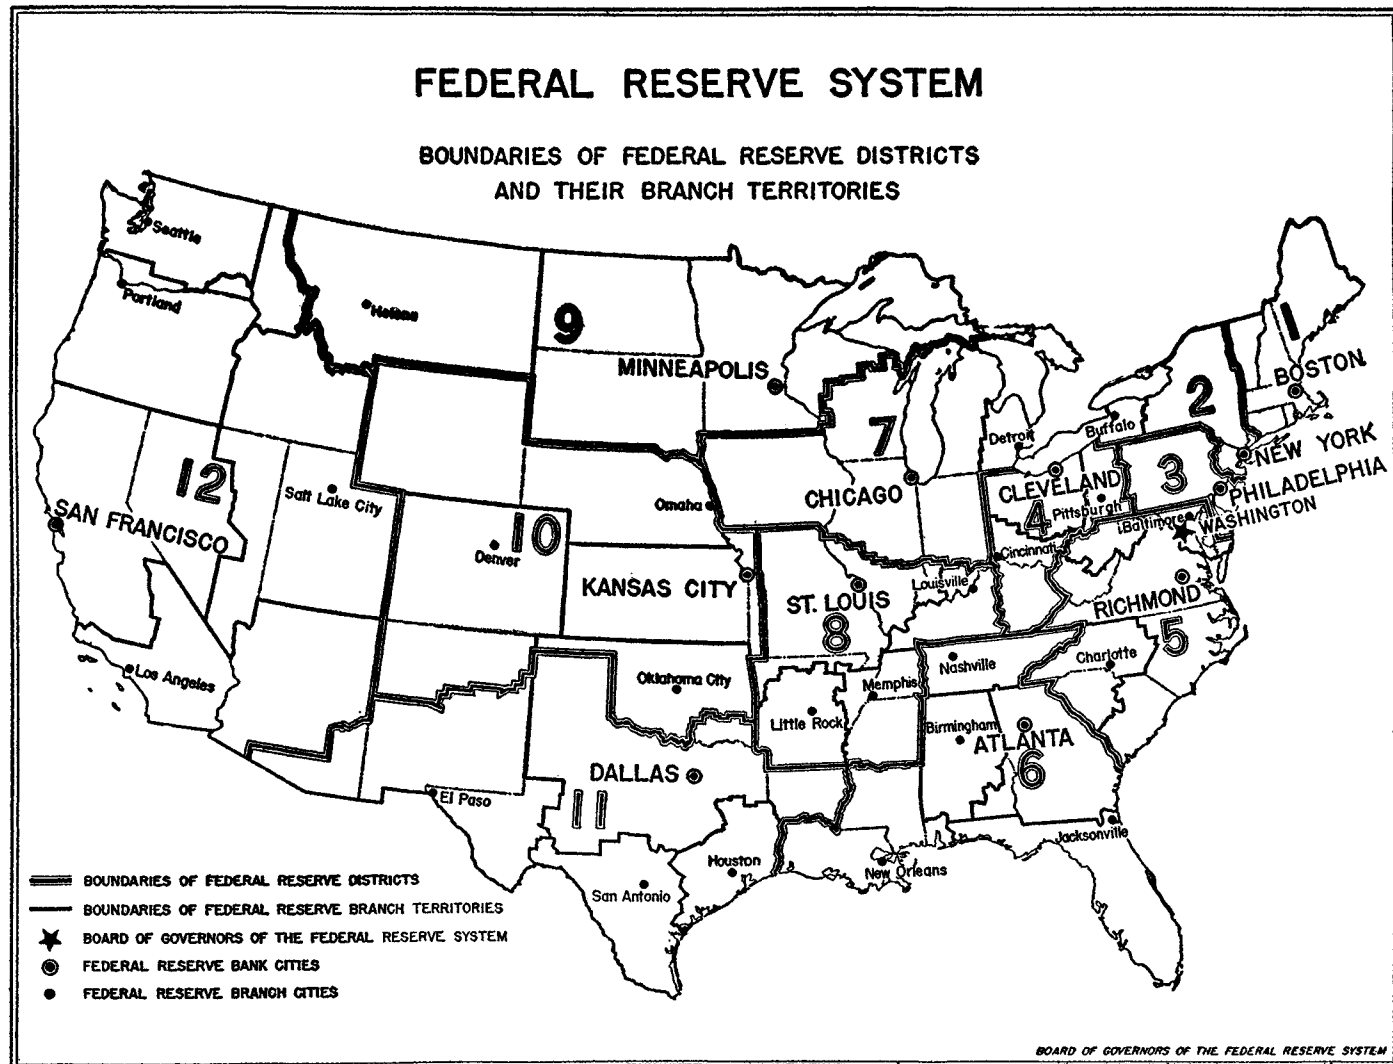 FEDERAL RESERVE SYSTEM
BOUNDARIES OF FEDERAL RESERVE DISTRICTS
AND THEIR BRANCH TERRITORIES
Seattle
Portland
Helena
9
MINNEAPOLIS
1
BOSTON
2
Buffalo
NEW YORK
7
Detroit
CHICAGO
CLEVELAND
4
Pittsburgh
3
PHILADELPHIA
Baltimore
WASHINGTON
Cincinnati
12
Salt Lake City
SAN FRANCISCO
Omaha
10
Denver
KANSAS CITY
ST. LOUIS
8
Louisville
RICHMOND
5
Los Angeles
Oklahoma City
Nashville
Charlotte
Memphis
Little Rock
Birmingham
ATLANTA
6
DALLAS
11
El Paso
Jacksonville
Houston
New Orleans
San Antonio
BOUNDARIES OF FEDERAL RESERVE DISTRICTS
BOUNDARIES OF FEDERAL RESERVE BRANCH TERRITORIES
BOARD OF GOVERNORS OF THE FEDERAL RESERVE SYSTEM
FEDERAL RESERVE BANK CITIES
FEDERAL RESERVE BRANCH CITIES
BOARD OF GOVERNORS OF THE FEDERAL RESERVE SYSTEM